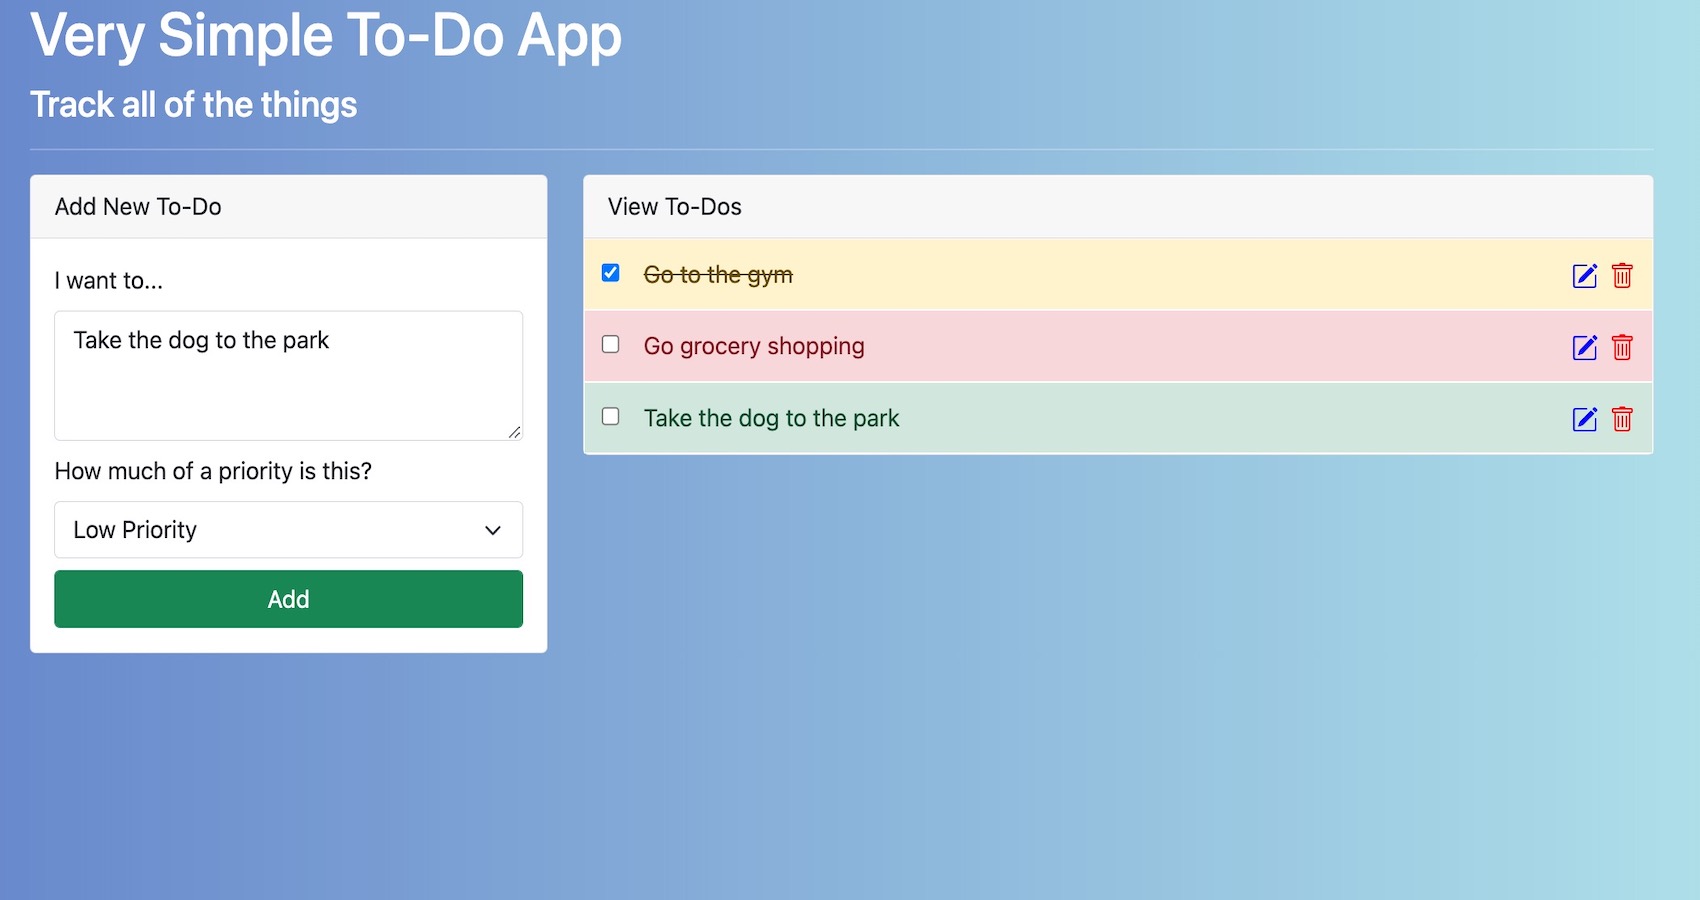 Very Simple To-Do App
Track all of the things
Add New To-Do
I want to...
Take the dog to the park
How much of a priority is this?
Low Priority
Add
View To-Dos
Go to the gym
Go grocery shopping
Take the dog to the park